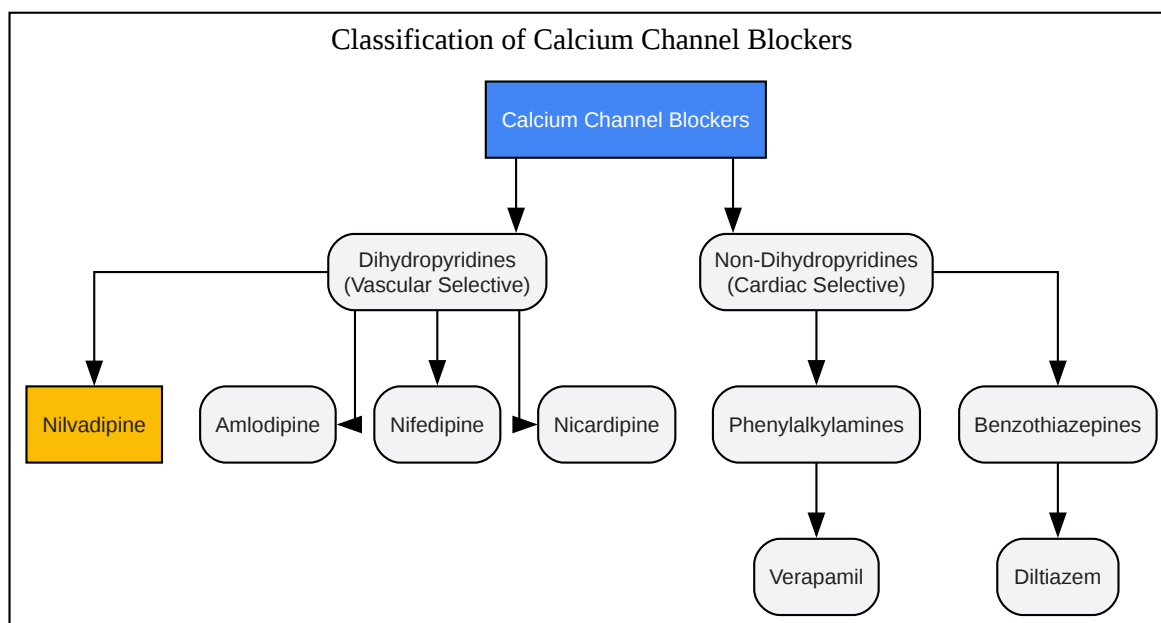 Classification of Calcium Channel Blockers
Calcium Channel Blockers
Dihydropyridines
(Vascular Selective)
Non-Dihydropyridines
(Cardiac Selective)
Nilvadipine
Amlodipine
Nifedipine
Nicardipine
Phenylalkylamines
Benzothiazepines
Verapamil
Diltiazem